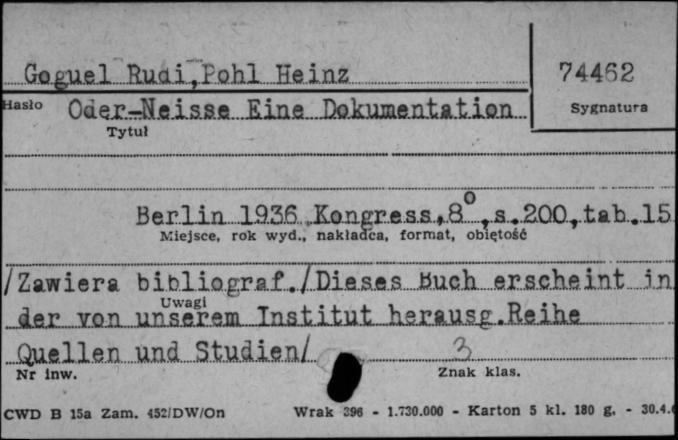 Goguel Rudi, Pohl Heinz
74462
Hasło Oder-Neisse Eine Dokumentation
Sygnatura
Tytuł
Berlin 1936 Kongress, 8°, s.200, tab.15
Miejsce, rok wyd., nakładca, format, objętość
/Zawiera bibliograf./Dieses Buch erscheint in
Uwagi
der von unserem Institut herausg.Reihe
Quellen und Studien/
3
Nr inw.
Znak klas.
CWD B 15a Zam. 452/DW/On Wrak 396 - 1.730.000 - Karton 5 kl. 180 g. - 30.4.